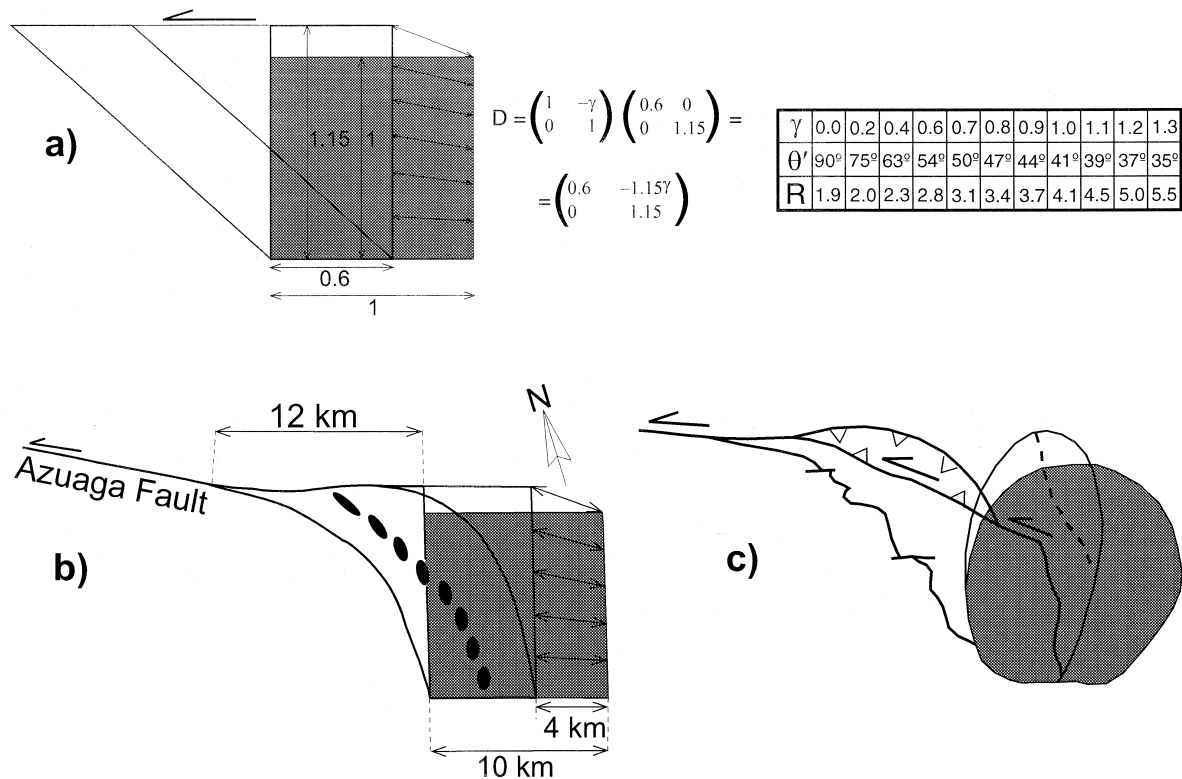 a)
1.15
1
0.6
1
D = ( 1 −γ ) ( 0.6 0 ) =
( 0 1 ) ( 0 1.15 )
= ( 0.6 −1.15γ )
( 0 1.15 )
γ 0.0 0.2 0.4 0.6 0.7 0.8 0.9 1.0 1.1 1.2 1.3
θ′ 90º 75º 63º 54º 50º 47º 44º 41º 39º 37º 35º
R 1.9 2.0 2.3 2.8 3.1 3.4 3.7 4.1 4.5 5.0 5.5
12 km
N
Azuaga Fault
b)
4 km
10 km
c)